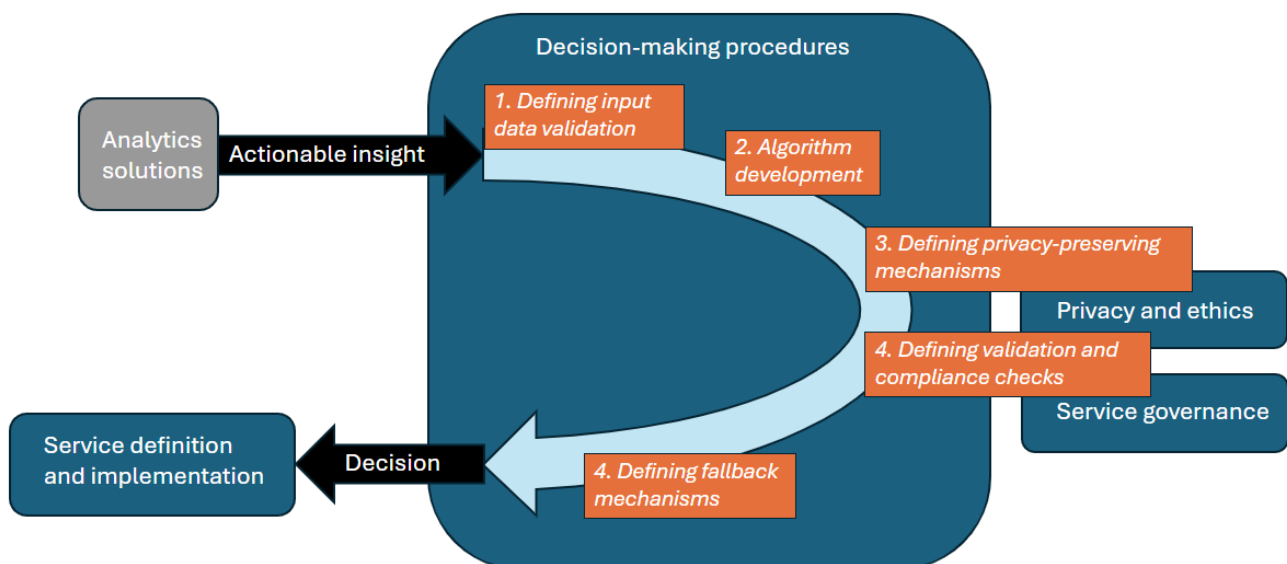 Decision-making procedures
1. Defining input
data validation
Analytics
solutions
Actionable insight
2. Algorithm
development
3. Defining privacy-preserving
mechanisms
Privacy and ethics
4. Defining validation and
compliance checks
Service governance
Service definition
and implementation
Decision
4. Defining fallback
mechanisms